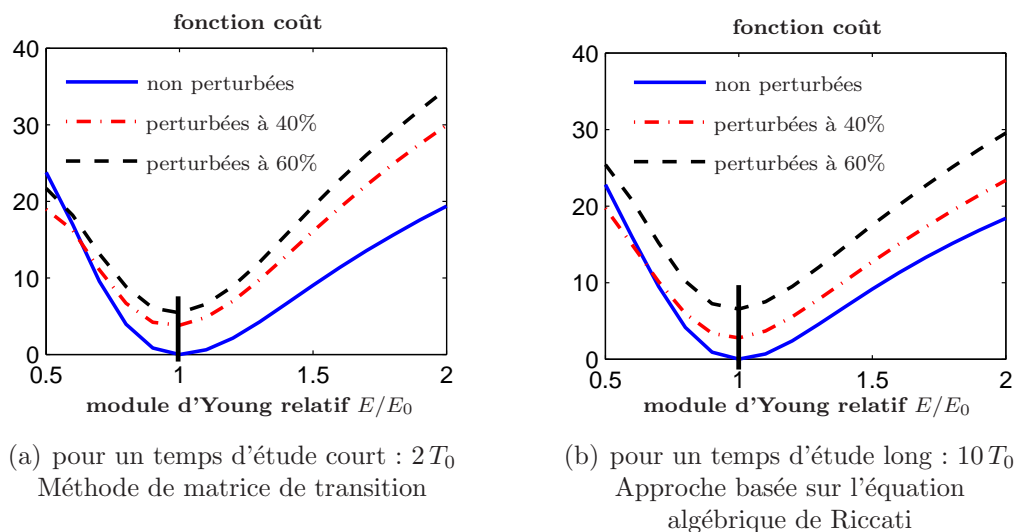 fonction coût
40
30
20
10
0
non perturbées
perturbées à 40%
perturbées à 60%
0.5
1
1.5
2
module d'Young relatif E/E₀
(a) pour un temps d'étude court : 2 T₀
Méthode de matrice de transition
fonction coût
40
30
20
10
0
non perturbées
perturbées à 40%
perturbées à 60%
0.5
1
1.5
2
module d'Young relatif E/E₀
(b) pour un temps d'étude long : 10 T₀
Approche basée sur l'équation
algébrique de Riccati